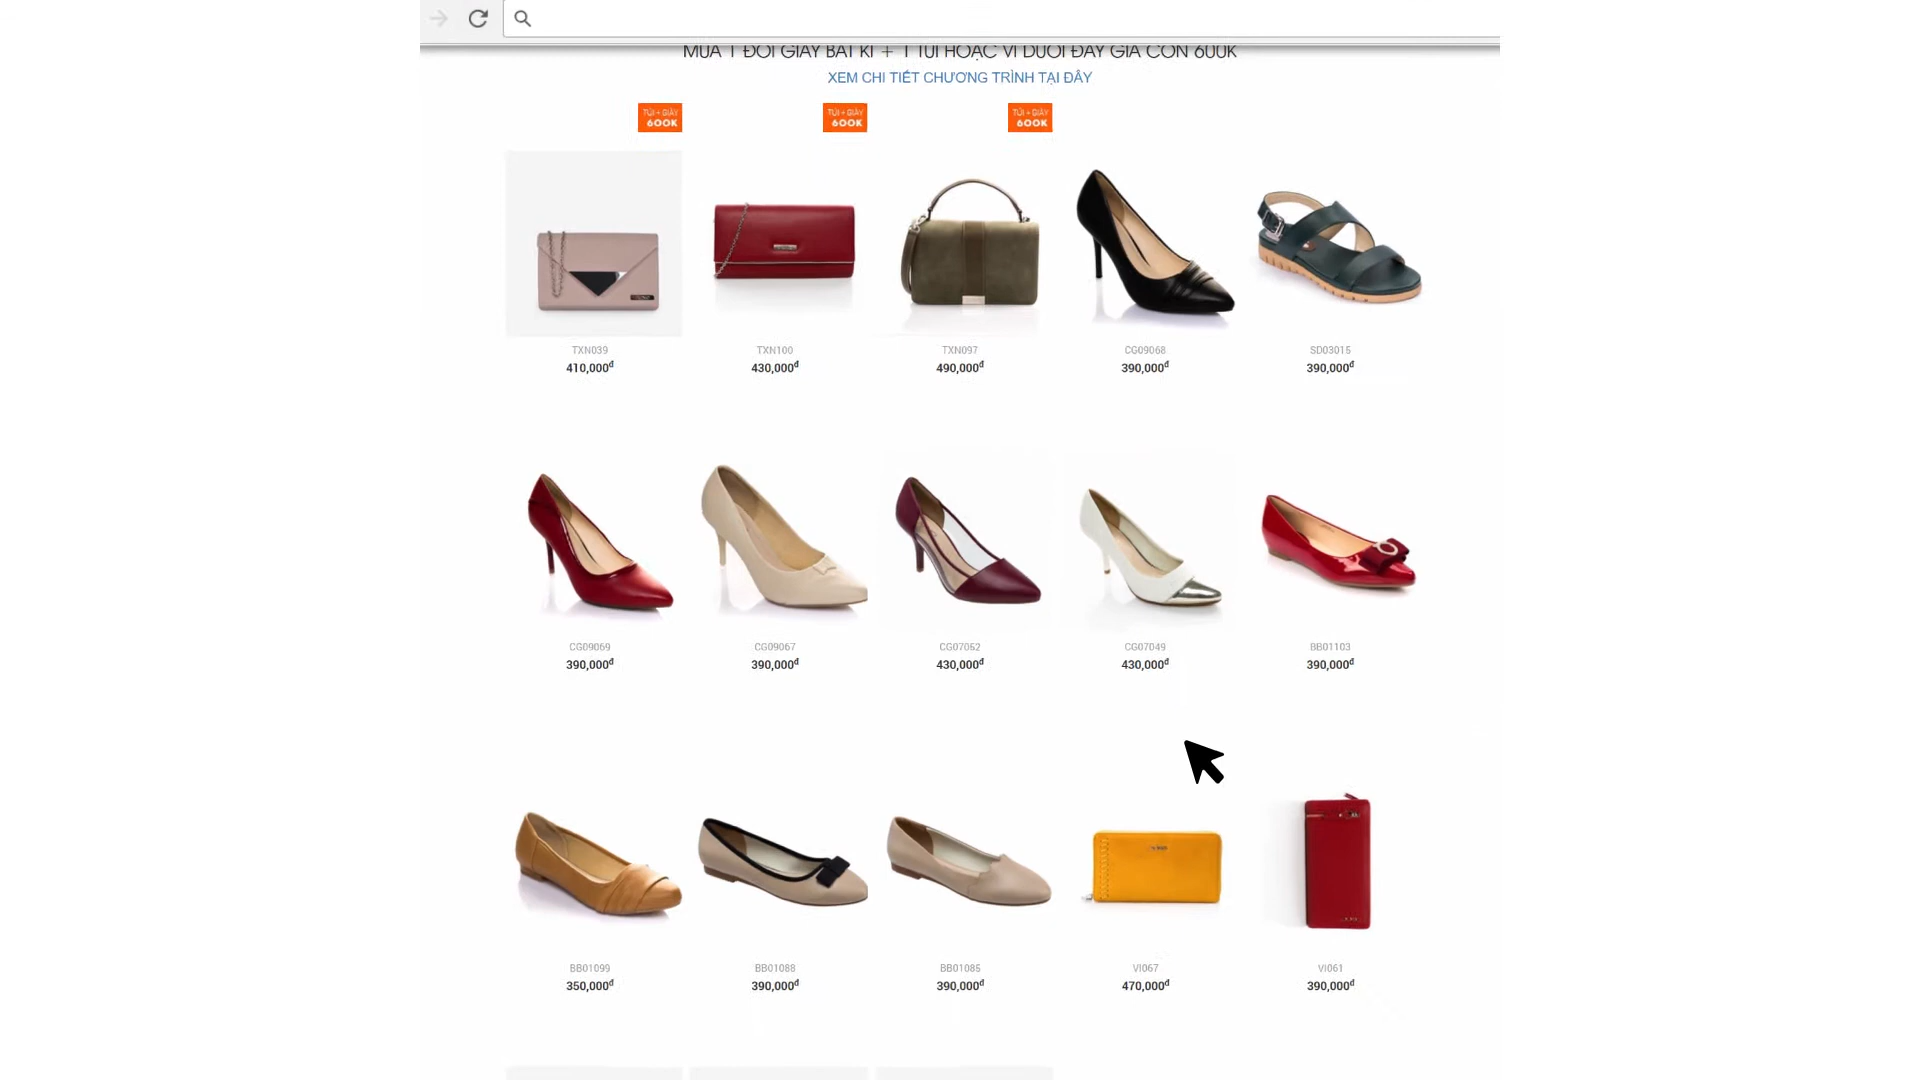 MUA 1 ĐÔI GIÀY BẤT KÌ + 1 TÚI HOẶC VÍ DƯỚI ĐÂY GIÁ CÒN 600K
XEM CHI TIẾT CHƯƠNG TRÌNH TẠI ĐÂY
TÚI + GIÀY
600K
TÚI + GIÀY
600K
TÚI + GIÀY
600K
TXN039
TXN100
TXN097
CG09068
SD03015
410,000đ
430,000đ
490,000đ
390,000đ
390,000đ
CG09069
CG09067
CG07052
CG07049
BB01103
390,000đ
390,000đ
430,000đ
430,000đ
390,000đ
BB01099
BB01088
BB01085
VI067
VI061
350,000đ
390,000đ
390,000đ
470,000đ
390,000đ